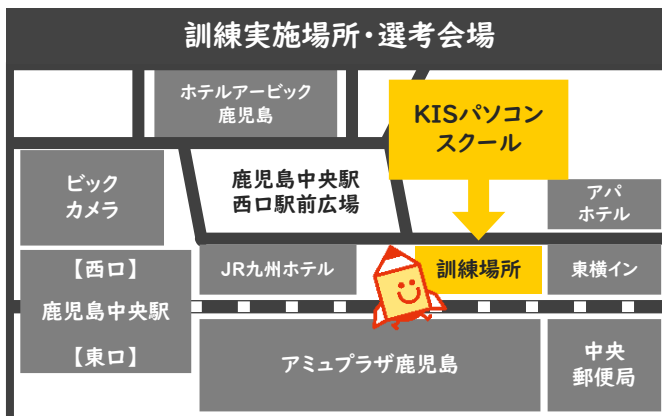 訓練実施場所・選考会場
ホテルアービック
鹿児島
KISパソコン
スクール
ビック
カメラ
鹿児島中央駅
西口駅前広場
アパ
ホテル
【西口】
鹿児島中央駅
【東口】
JR九州ホテル
訓練場所
東横イン
アミュプラザ鹿児島
中央
郵便局